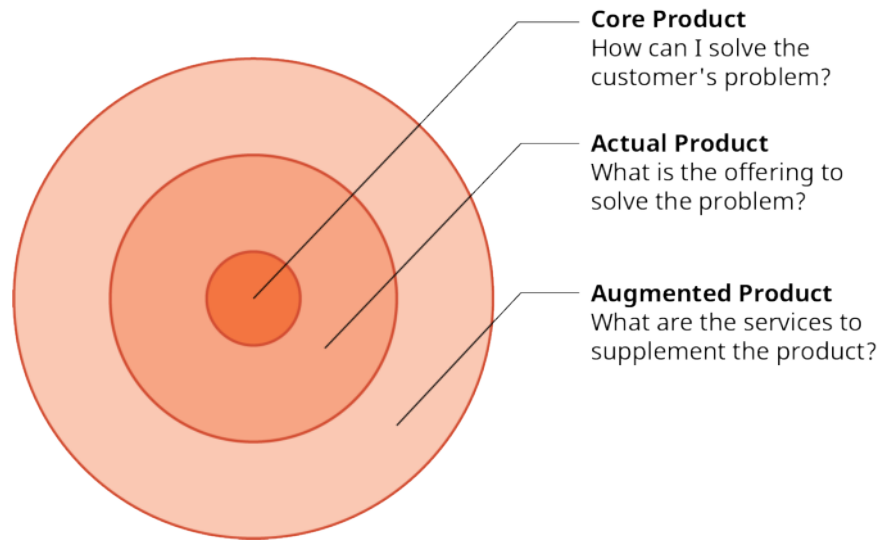 Core Product
How can I solve the
customer's problem?
Actual Product
What is the offering to
solve the problem?
Augmented Product
What are the services to
supplement the product?